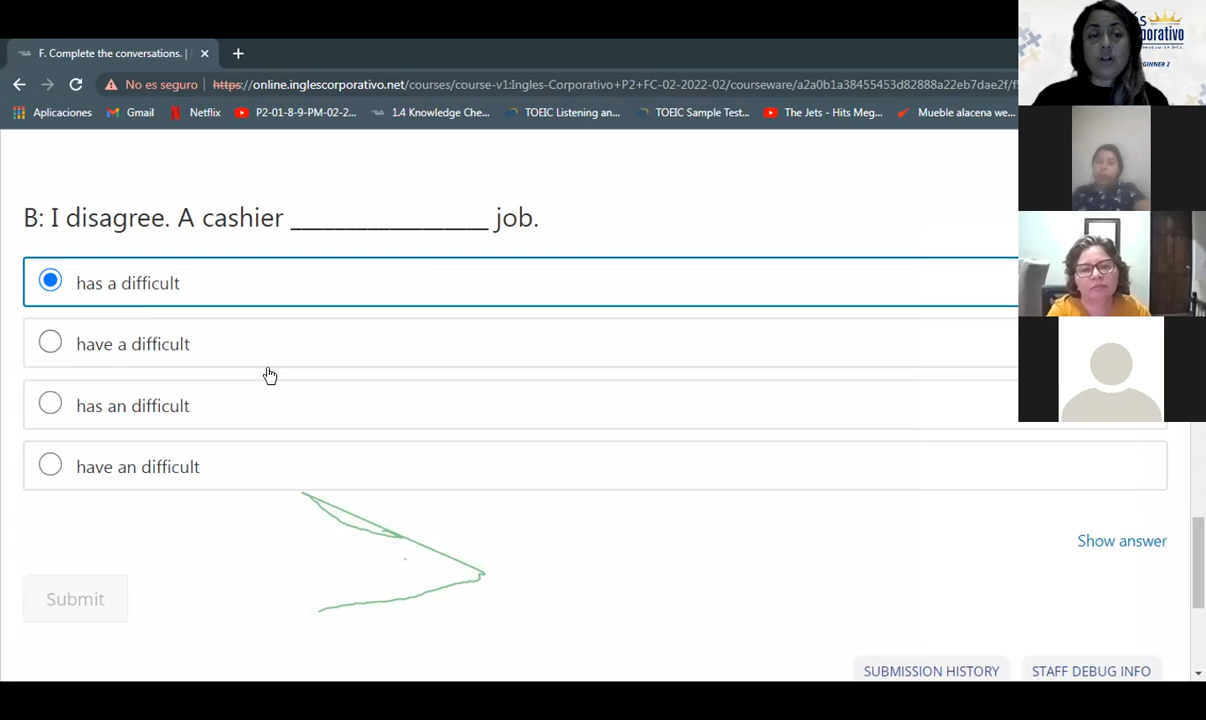 F. Complete the conversations. |
No es seguro
https://online.inglescorporativo.net/courses/course-v1:Ingles-Corporativo+P2+FC-02-2022-02/courseware/a2a0b1a38455453d82888a22eb7dae2f/f
Aplicaciones
Gmail
Netflix
P2-01-8-9-PM-02-2...
1.4 Knowledge Che...
TOEIC Listening an...
TOEIC Sample Test...
The Jets - Hits Meg...
Mueble alacena we...
B: I disagree. A cashier __________________ job.
has a difficult
have a difficult
has an difficult
have an difficult
Show answer
Submit
SUBMISSION HISTORY
STAFF DEBUG INFO